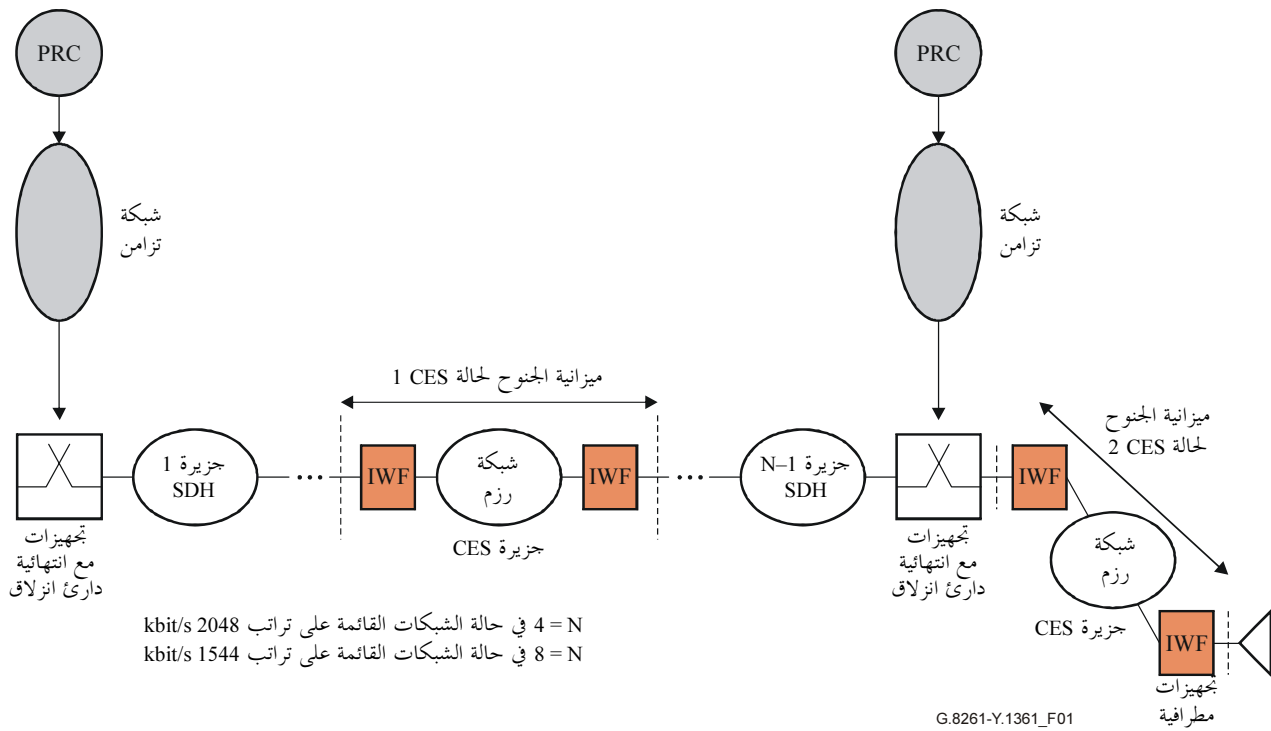 PRC
PRC
شبكة
تزامن
شبكة
تزامن
ميزانية الجنوح لحالة CES 1
ميزانية الجنوح
لحالة CES 2
جزيرة 1
SDH
...
IWF
شبكة
رزم
IWF
...
جزيرة N–1
SDH
IWF
تجهيزات
مع انتهائية
دارئ انزلاق
جزيرة CES
تجهيزات
مع انتهائية
دارئ انزلاق
شبكة
رزم
جزيرة CES
IWF
تجهيزات
مطرافية
N = 4 في حالة الشبكات القائمة على تراتب 2048 kbit/s
N = 8 في حالة الشبكات القائمة على تراتب 1544 kbit/s
G.8261-Y.1361_F01